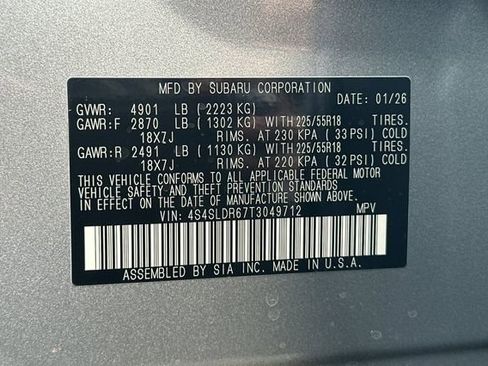 MFD BY SUBARU CORPORATION
GVWR: 4901 LB ( 2223 KG) DATE: 01/26
GAWR:F 2870 LB ( 1302 KG) WITH 225/55R18 TIRES.
18X7J RIMS. AT 230 KPA ( 33 PSI) COLD
GAWR:R 2491 LB ( 1130 KG) WITH 225/55R18 TIRES.
18X7J RIMS. AT 220 KPA ( 32 PSI) COLD
THIS VEHICLE CONFORMS TO ALL APPLICABLE FEDERAL MOTOR
VEHICLE SAFETY AND THEFT PREVENTION STANDARDS
IN EFFECT ON THE DATE OF MANUFACTURE SHOWN ABOVE.
VIN: 4S4SLDR67T3049712 MPV
ASSEMBLED BY SIA INC. MADE IN U.S.A.